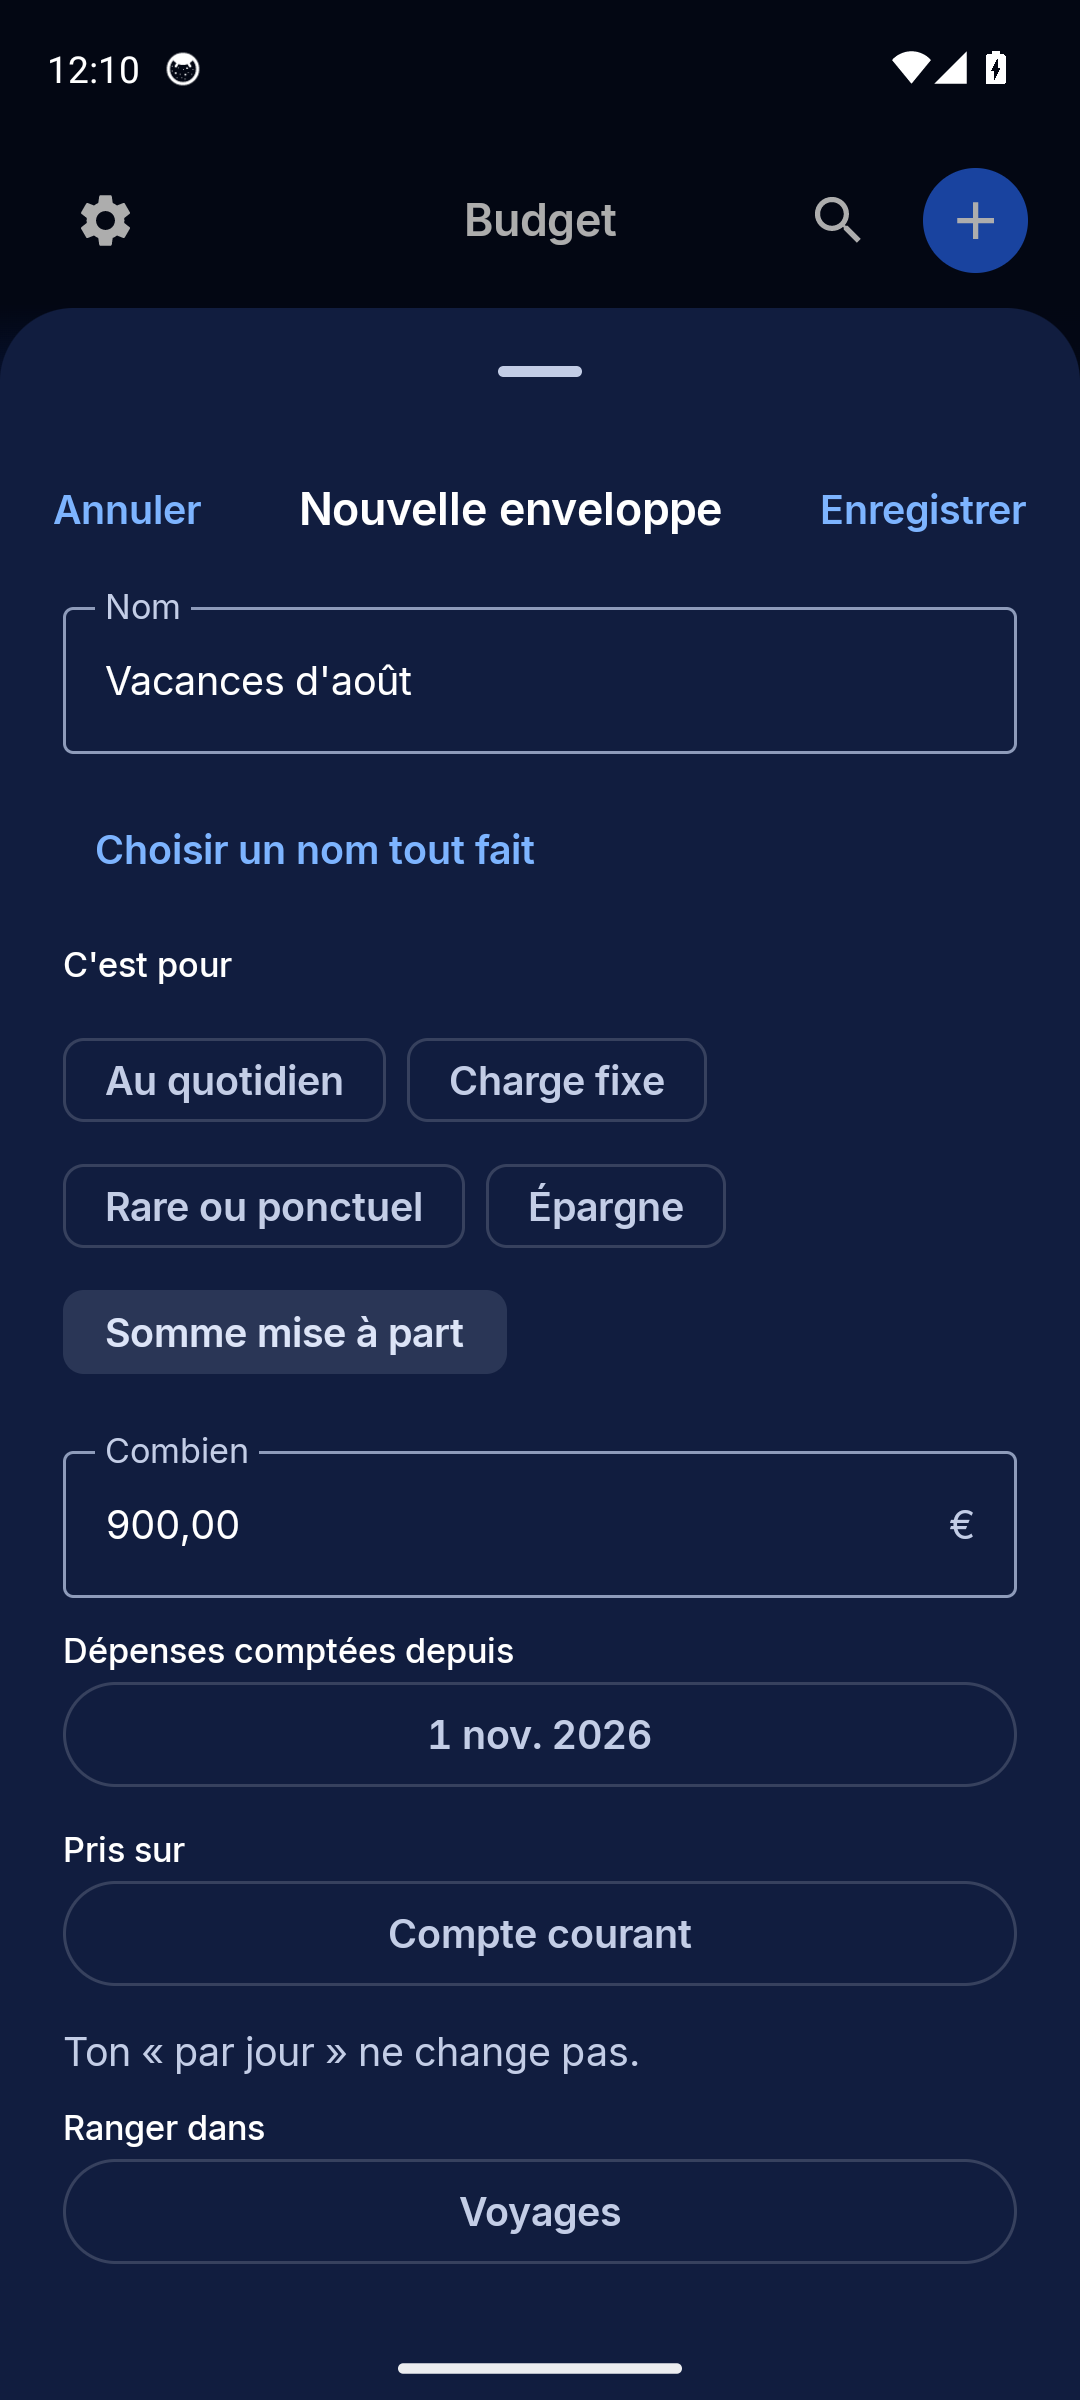 12:10
Budget
Annuler
Nouvelle enveloppe
Enregistrer
Nom
Vacances d'août
Choisir un nom tout fait
C'est pour
Au quotidien
Charge fixe
Rare ou ponctuel
Épargne
Somme mise à part
Combien
900,00 €
Dépenses comptées depuis
1 nov. 2026
Pris sur
Compte courant
Ton « par jour » ne change pas.
Ranger dans
Voyages